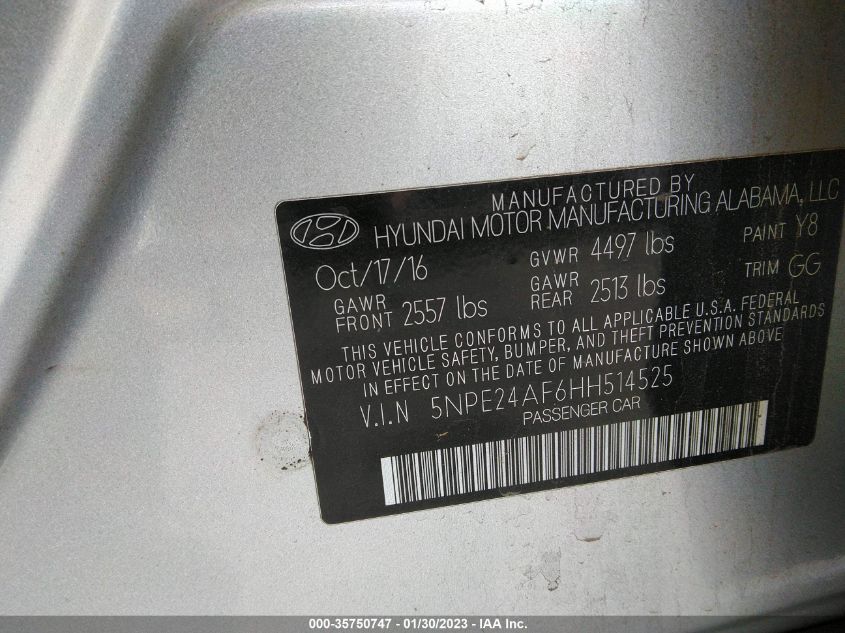 MANUFACTURED BY
HYUNDAI MOTOR MANUFACTURING ALABAMA, LLC
Oct/17/16 GVWR 4497 lbs PAINT Y8
GAWR FRONT 2557 lbs GAWR REAR 2513 lbs TRIM GG
THIS VEHICLE CONFORMS TO ALL APPLICABLE U.S.A. FEDERAL
MOTOR VEHICLE SAFETY, BUMPER, AND THEFT PREVENTION STANDARDS
IN EFFECT ON THE DATE OF MANUFACTURE SHOWN ABOVE
V.I.N 5NPE24AF6HH514525
PASSENGER CAR
000-35750747 - 01/30/2023 - IAA Inc.